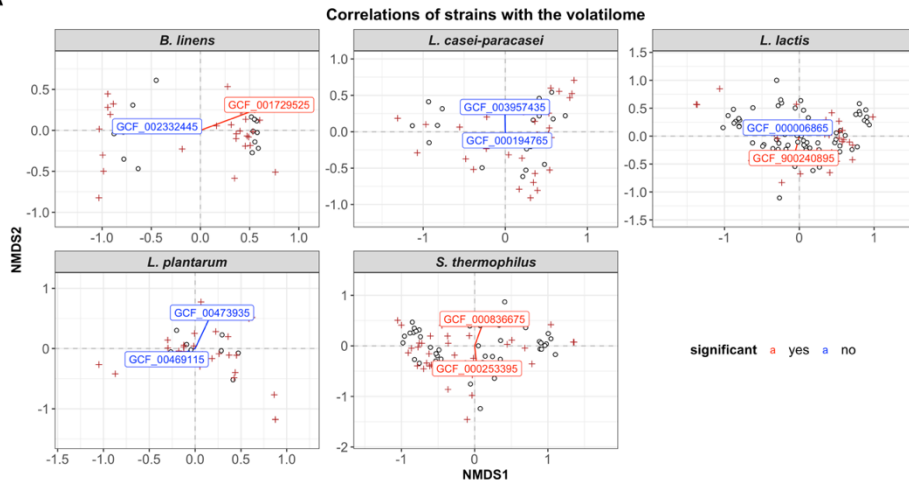 Correlations of strains with the volatilome
B. linens
L. casei-paracasei
L. lactis
GCF_001729525
GCF_002332445
0.5
0.0
-0.5
-1.0
-1.0
-0.5
0.0
0.5
1.0
GCF_003957435
GCF_000194765
1.0
0.5
0.0
-0.5
-1.0
-1
0
1
GCF_000006865
GCF_900240895
1.5
1.0
0.5
0.0
-0.5
-1.0
-1.5
-1
0
1
NMDS2
L. plantarum
S. thermophilus
GCF_00473935
GCF_00469115
1
0
-1
-1.5
-1.0
-0.5
0.0
0.5
1.0
GCF_000836675
GCF_000253395
1
0
-1
-2
-1
0
1
NMDS1
significant a yes a no